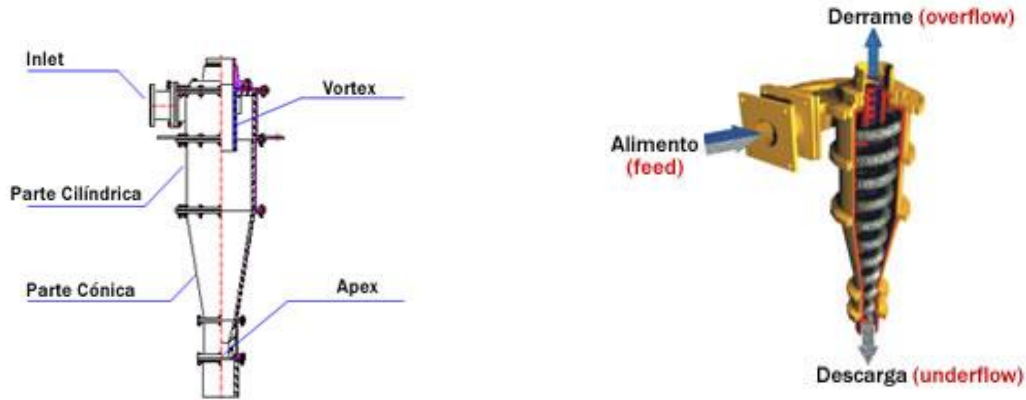 Inlet
Vortex
Parte Cilíndrica
Parte Cónica
Apex
Derrame (overflow)
Alimento
(feed)
Descarga (underflow)